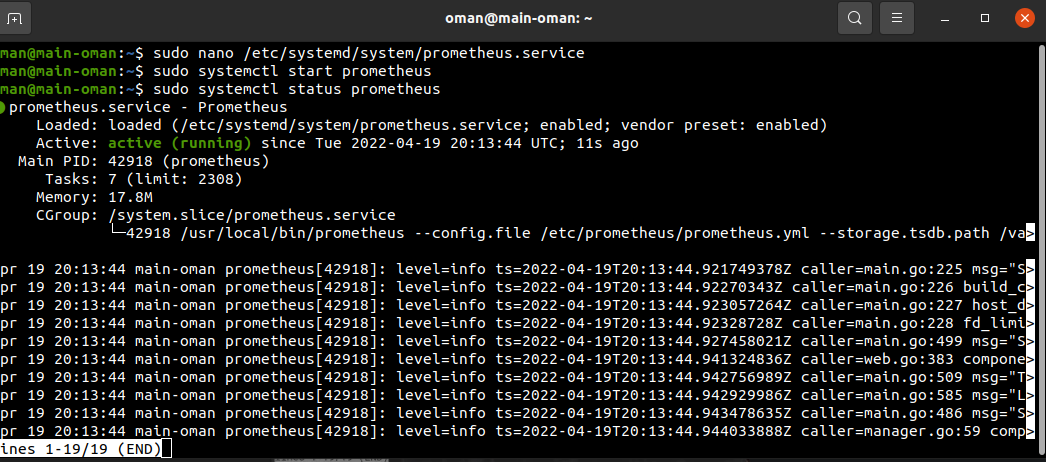 oman@main-oman: ~
man@main-oman:~$ sudo nano /etc/systemd/system/prometheus.service
man@main-oman:~$ sudo systemctl start prometheus
man@main-oman:~$ sudo systemctl status prometheus
prometheus.service - Prometheus
Loaded: loaded (/etc/systemd/system/prometheus.service; enabled; vendor preset: enabled)
Active: active (running) since Tue 2022-04-19 20:13:44 UTC; 11s ago
Main PID: 42918 (prometheus)
Tasks: 7 (limit: 2308)
Memory: 17.8M
CGroup: /system.slice/prometheus.service
└─42918 /usr/local/bin/prometheus --config.file /etc/prometheus/prometheus.yml --storage.tsdb.path /va>
pr 19 20:13:44 main-oman prometheus[42918]: level=info ts=2022-04-19T20:13:44.921749378Z caller=main.go:225 msg="S>
pr 19 20:13:44 main-oman prometheus[42918]: level=info ts=2022-04-19T20:13:44.92270343Z caller=main.go:226 build_c>
pr 19 20:13:44 main-oman prometheus[42918]: level=info ts=2022-04-19T20:13:44.923057264Z caller=main.go:227 host_d>
pr 19 20:13:44 main-oman prometheus[42918]: level=info ts=2022-04-19T20:13:44.92328728Z caller=main.go:228 fd_limi>
pr 19 20:13:44 main-oman prometheus[42918]: level=info ts=2022-04-19T20:13:44.927458021Z caller=main.go:499 msg="S>
pr 19 20:13:44 main-oman prometheus[42918]: level=info ts=2022-04-19T20:13:44.941324836Z caller=web.go:383 compone>
pr 19 20:13:44 main-oman prometheus[42918]: level=info ts=2022-04-19T20:13:44.942756989Z caller=main.go:509 msg="T>
pr 19 20:13:44 main-oman prometheus[42918]: level=info ts=2022-04-19T20:13:44.942929986Z caller=main.go:585 msg="L>
pr 19 20:13:44 main-oman prometheus[42918]: level=info ts=2022-04-19T20:13:44.943478635Z caller=main.go:486 msg="S>
pr 19 20:13:44 main-oman prometheus[42918]: level=info ts=2022-04-19T20:13:44.944033888Z caller=manager.go:59 comp>
ines 1-19/19 (END)